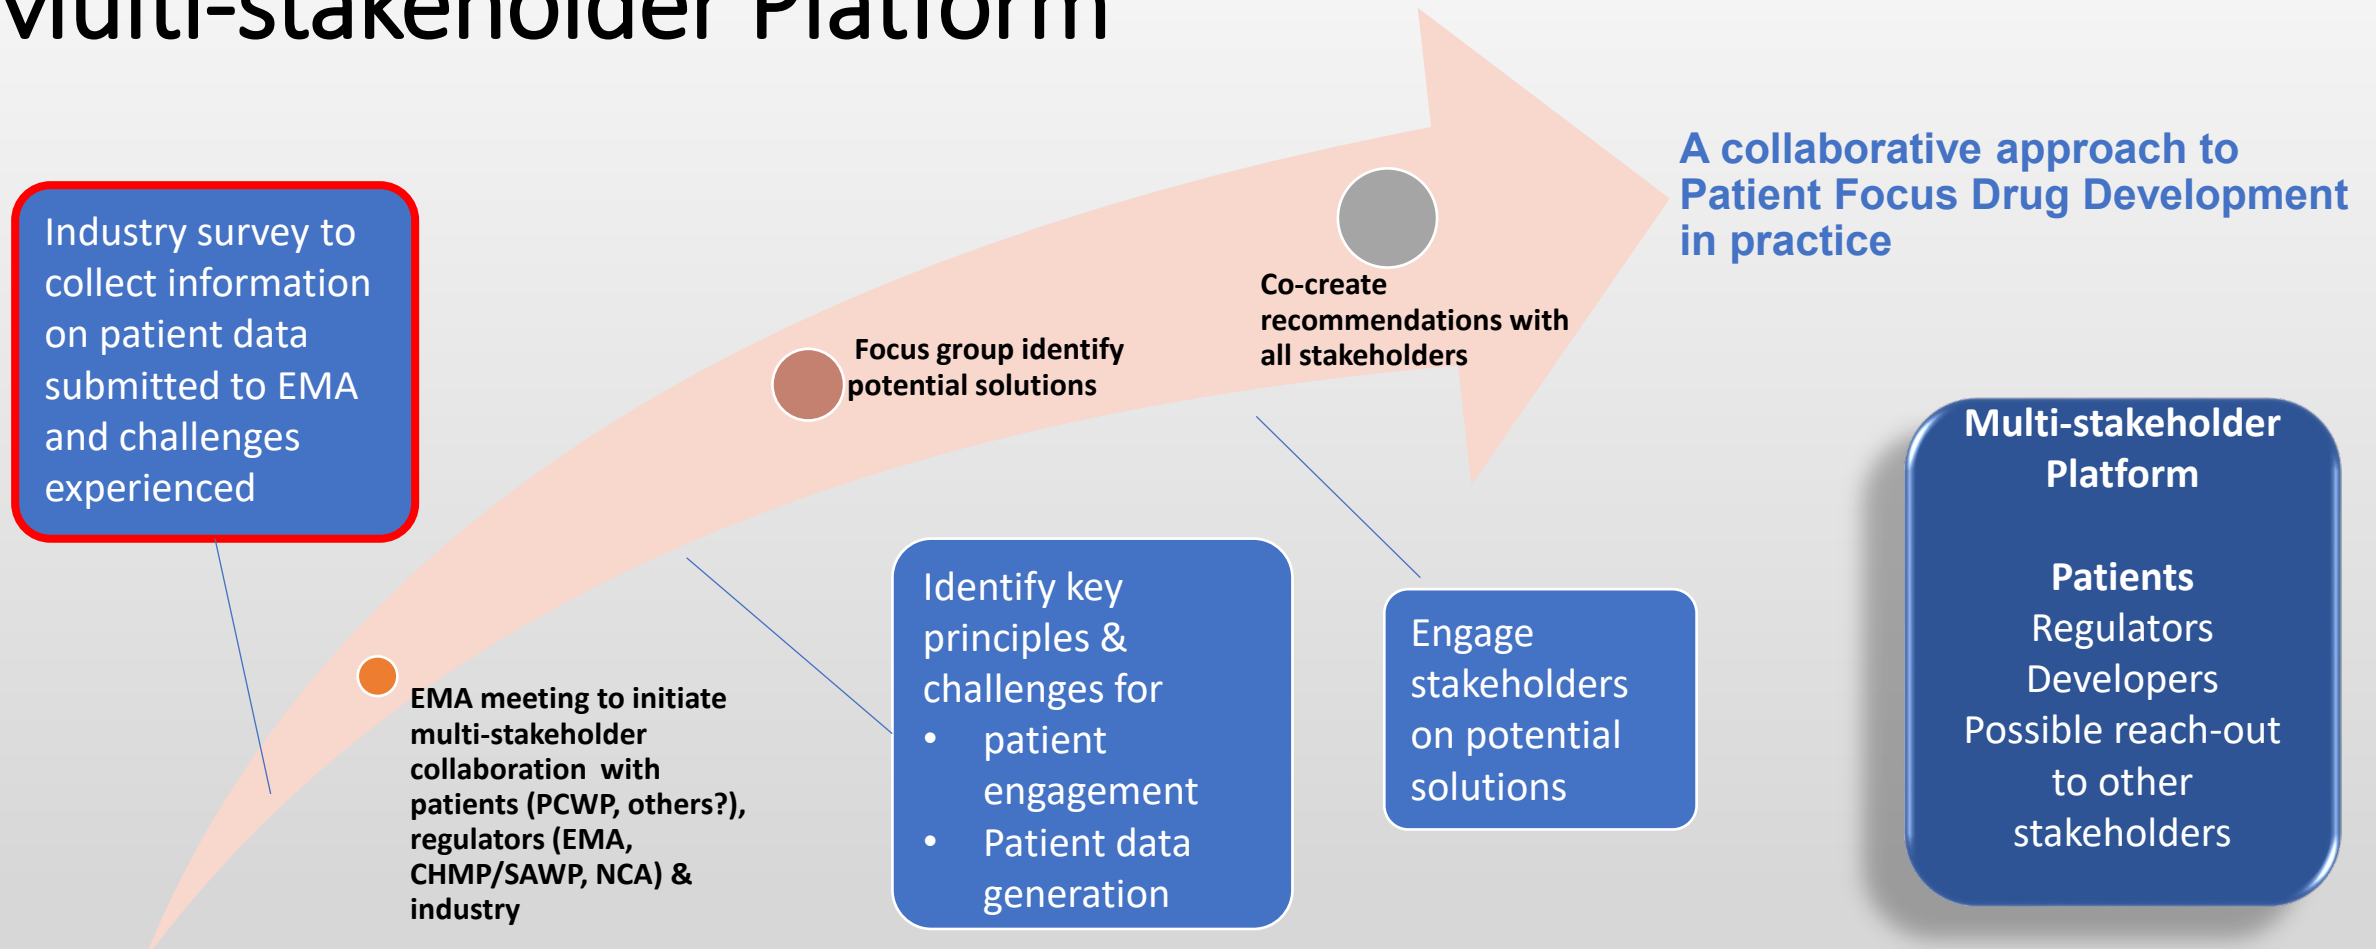 Multi-stakeholder Platform
A collaborative approach to
Patient Focus Drug Development
in practice
Industry survey to
collect information
on patient data
submitted to EMA
and challenges
experienced
Co-create
recommendations with
all stakeholders
Focus group identify
potential solutions
EMA meeting to initiate
multi-stakeholder
collaboration with
patients (PCWP, others?),
regulators (EMA,
CHMP/SAWP, NCA) &
industry
Identify key
principles &
challenges for
• patient
engagement
• Patient data
generation
Engage
stakeholders
on potential
solutions
Multi-stakeholder
Platform
Patients
Regulators
Developers
Possible reach-out
to other
stakeholders